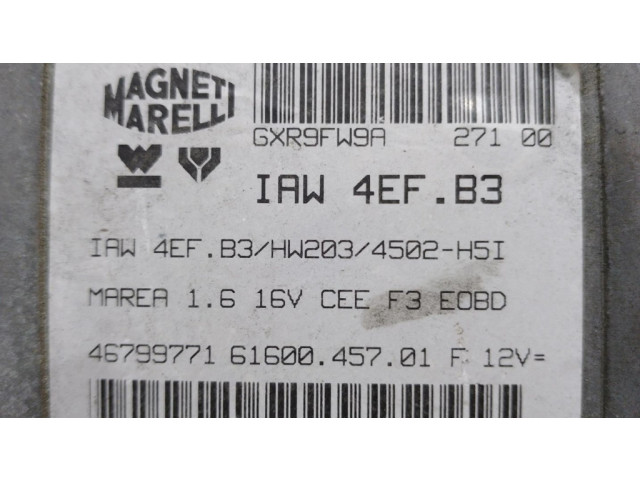 MAGNETI
MARELLI
GXR9FW9A 271 00
IAW 4EF.B3
IAW 4EF.B3/HW203/4502-H5I
MAREA 1.6 16V CEE F3 EOBD
46799771 61600.457.01 F 12V=